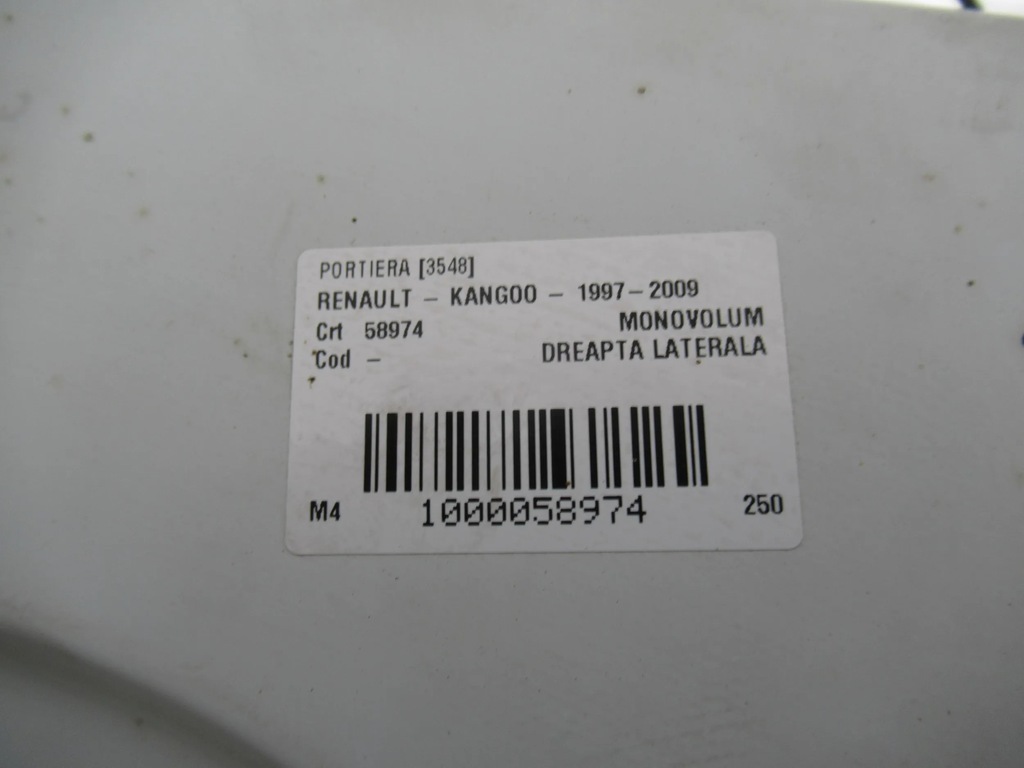 PORTIERA [3548]
RENAULT – KANGOO – 1997–2009
Crt 58974 MONOVOLUM
Cod – DREAPTA LATERALA
M4 1000058974 250